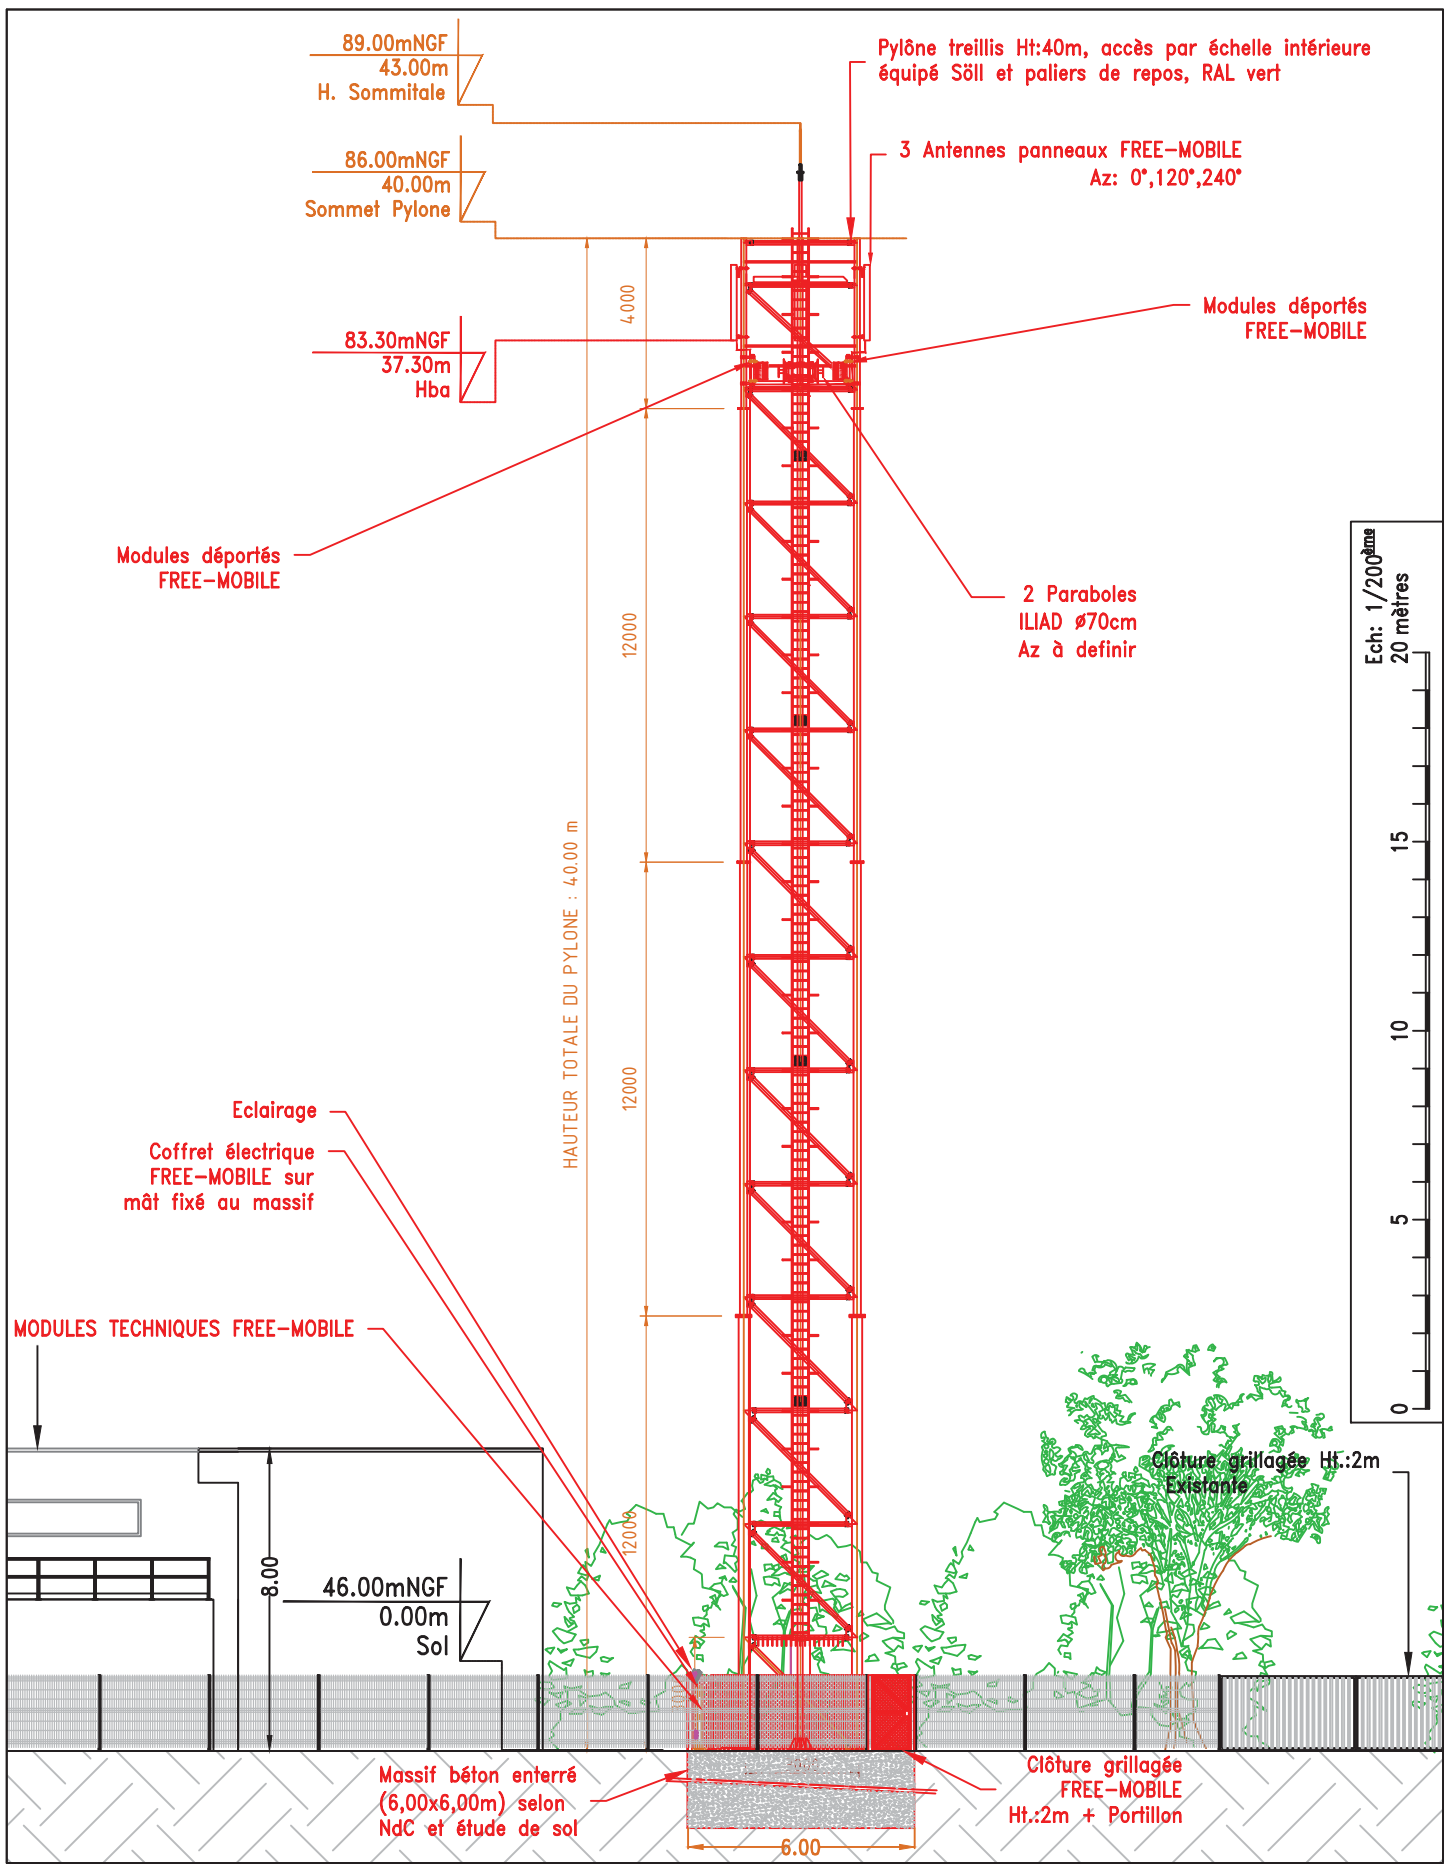 89.00mNGF
43.00m
H. Sommitale
Pylône treillis Ht:40m, accès par échelle intérieure
équipé Söll et paliers de repos, RAL vert
86.00mNGF
40.00m
Sommet Pylone
3 Antennes panneaux FREE-MOBILE
Az: 0°,120°,240°
4000
Modules déportés
FREE-MOBILE
83.30mNGF
37.30m
Hba
Modules déportés
FREE-MOBILE
2 Paraboles
ILIAD ø70cm
Az à definir
12000
Ech: 1/200ème
20 mètres
15
10
5
0
HAUTEUR TOTALE DU PYLONE : 40.00 m
12000
Eclairage
Coffret électrique
FREE-MOBILE sur
mât fixé au massif
MODULES TECHNIQUES FREE-MOBILE
Clôture grillagée Ht.:2m
Existante
12000
8.00
46.00mNGF
0.00m
Sol
Massif béton enterré
(6,00x6,00m) selon
NdC et étude de sol
Clôture grillagée
FREE-MOBILE
Ht.:2m + Portillon
6.00